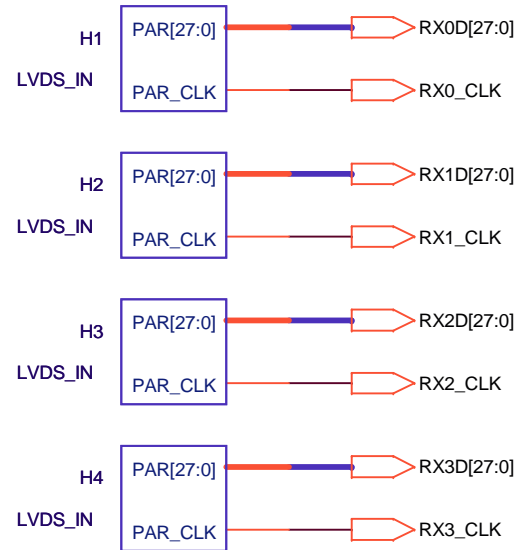 H1
PAR[27:0]
RX0D[27:0]
LVDS_IN
PAR_CLK
RX0_CLK
H2
PAR[27:0]
RX1D[27:0]
LVDS_IN
PAR_CLK
RX1_CLK
H3
PAR[27:0]
RX2D[27:0]
LVDS_IN
PAR_CLK
RX2_CLK
H4
PAR[27:0]
RX3D[27:0]
LVDS_IN
PAR_CLK
RX3_CLK